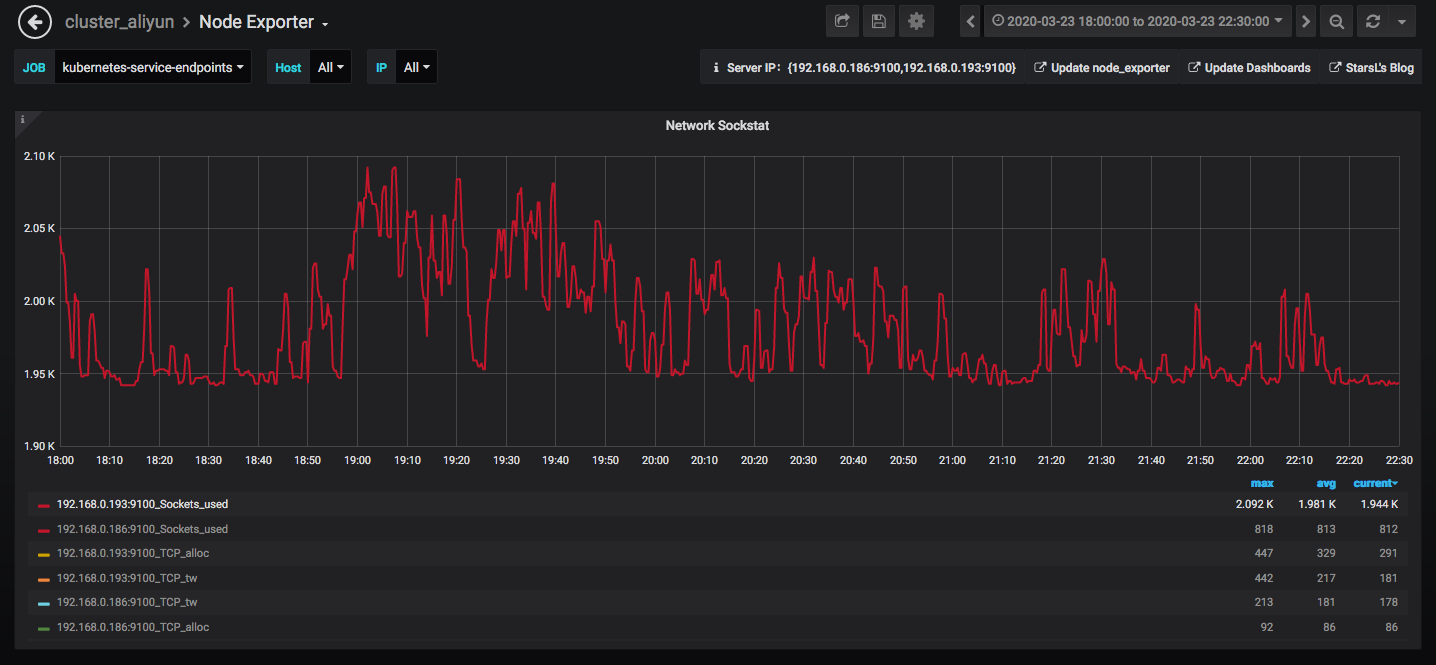 cluster_aliyun > Node Exporter
2020-03-23 18:00:00 to 2020-03-23 22:30:00
JOB kubernetes-service-endpoints Host All IP All
i Server IP：{192.168.0.186:9100,192.168.0.193:9100} Update node_exporter Update Dashboards StarsL's Blog
i
Network Sockstat
2.10 K
2.05 K
2.00 K
1.95 K
1.90 K
18:00 18:10 18:20 18:30 18:40 18:50 19:00 19:10 19:20 19:30 19:40 19:50 20:00 20:10 20:20 20:30 20:40 20:50 21:00 21:10 21:20 21:30 21:40 21:50 22:00 22:10 22:20 22:30
max avg current
192.168.0.193:9100_Sockets_used 2.092 K 1.981 K 1.944 K
192.168.0.186:9100_Sockets_used 818 813 812
192.168.0.193:9100_TCP_alloc 447 329 291
192.168.0.193:9100_TCP_tw 442 217 181
192.168.0.186:9100_TCP_tw 213 181 178
192.168.0.186:9100_TCP_alloc 92 86 86